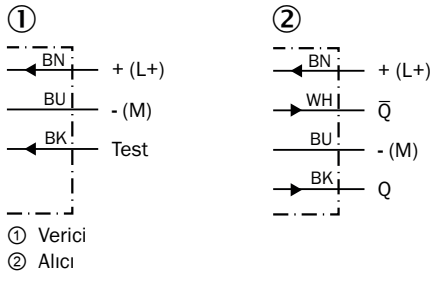 ① ②
BN + (L+) BN + (L+)
BU - (M) WH Q̅
BK Test BU - (M)
BK Q
① Verici
② Alıcı